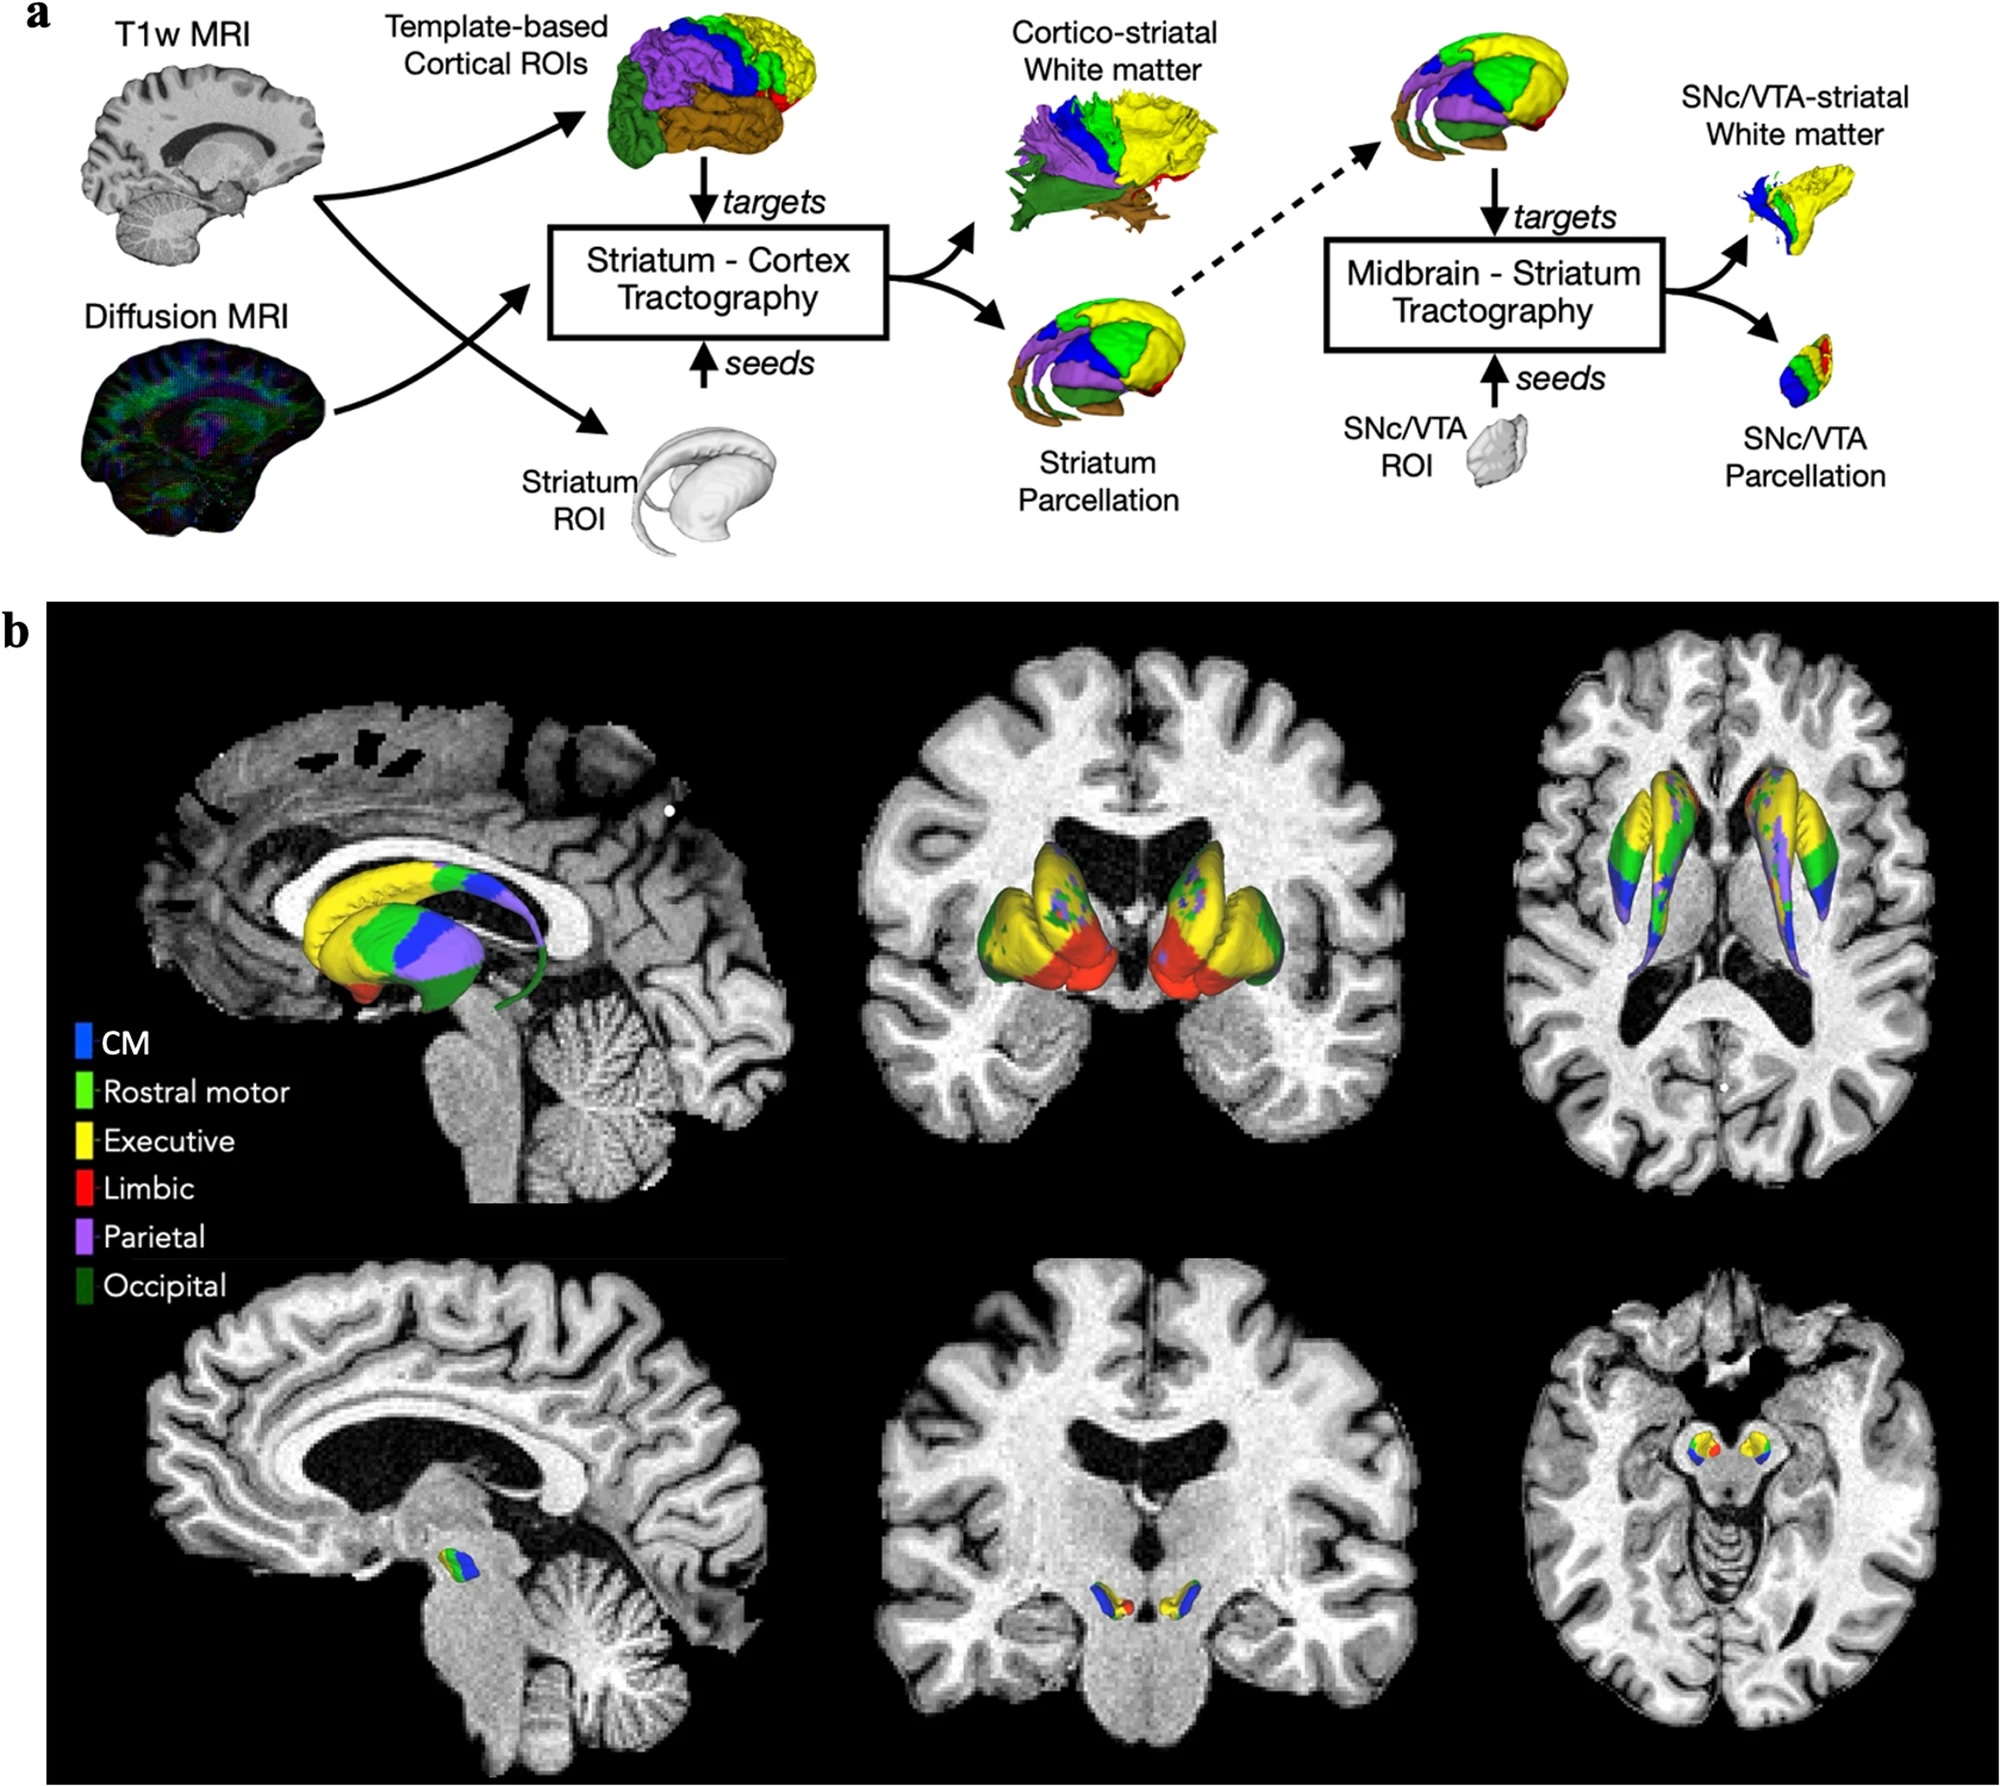 a
T1w MRI
Template-based
Cortical ROIs
Cortico-striatal
White matter
SNc/VTA-striatal
White matter
targets
targets
Striatum - Cortex
Tractography
Midbrain - Striatum
Tractography
Diffusion MRI
seeds
seeds
Striatum
ROI
Striatum
Parcellation
SNc/VTA
ROI
SNc/VTA
Parcellation
b
CM
Rostral motor
Executive
Limbic
Parietal
Occipital